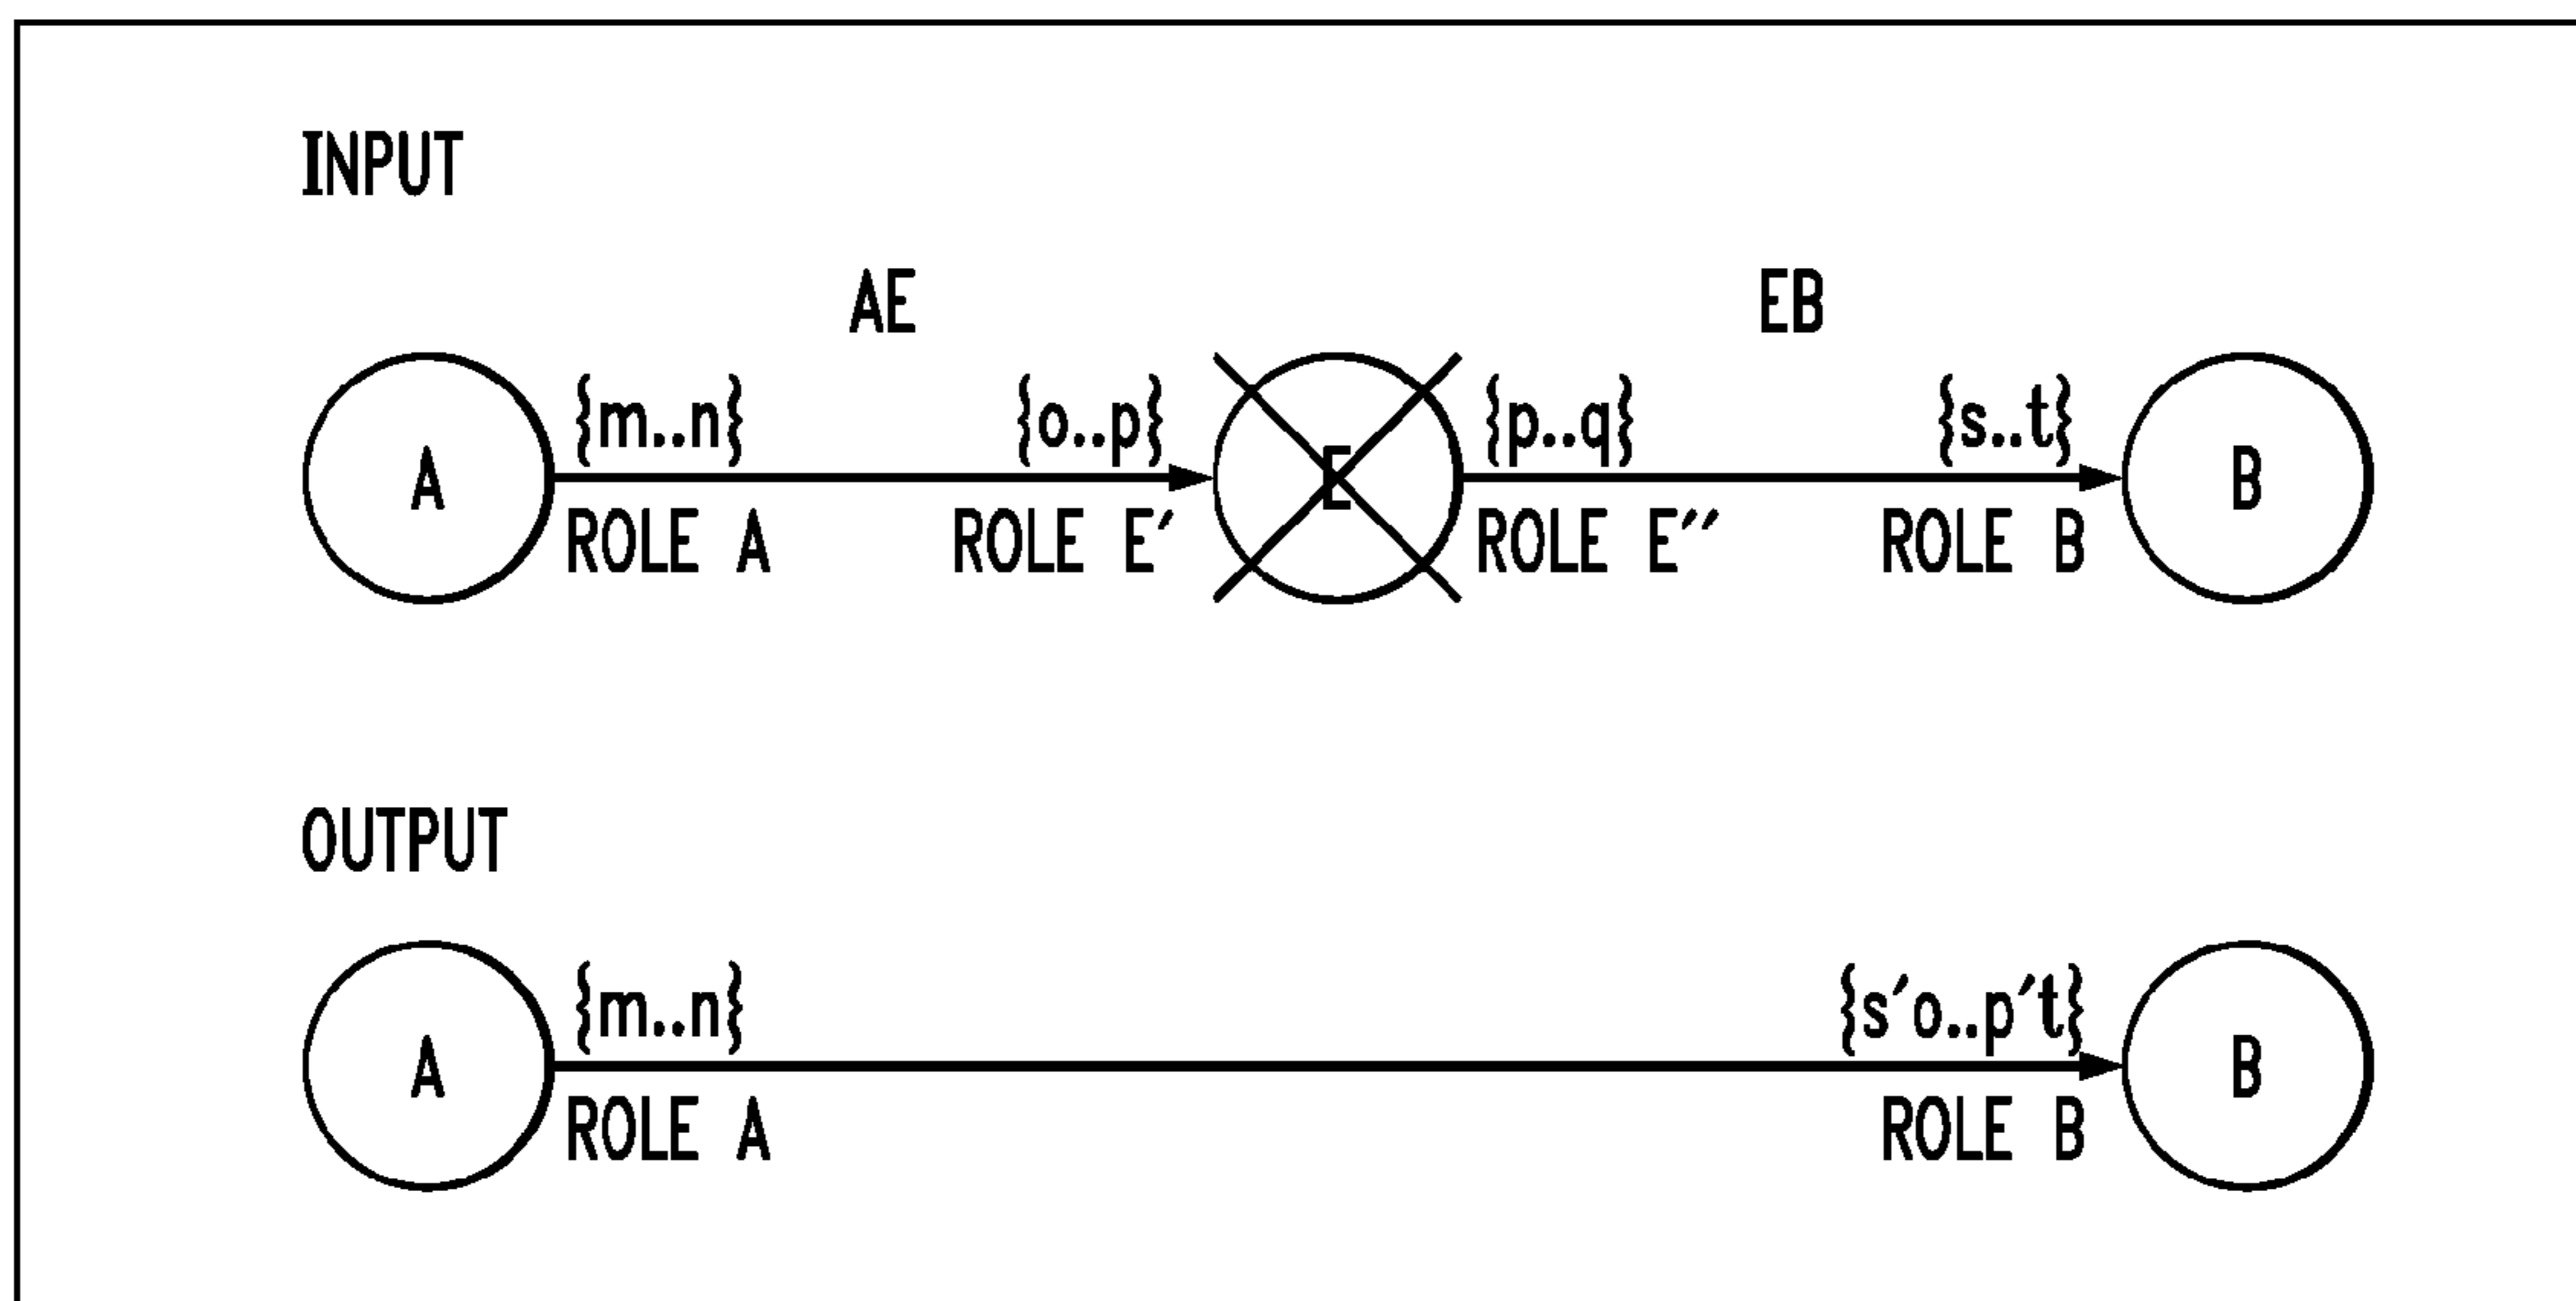 INPUT
AE EB
{m..n} {o..p} {p..q} {s..t}
A E B
ROLE A ROLE E′ ROLE E′′ ROLE B
OUTPUT
{m..n} {s′o..p′t}
A B
ROLE A ROLE B